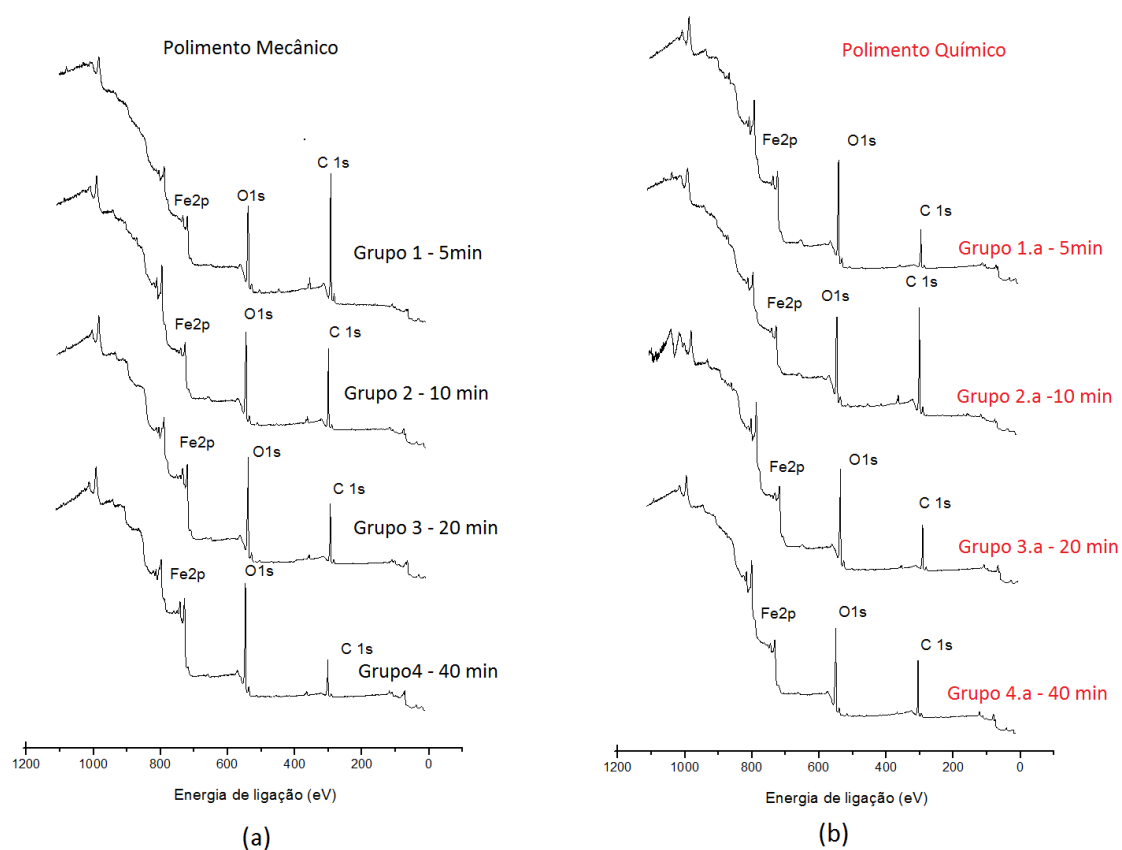 Polimento Mecânico
C 1s
O1s
Fe2p
Grupo 1 - 5min
O1s
C 1s
Fe2p
Grupo 2 - 10 min
Fe2p
O1s
C 1s
Grupo 3 - 20 min
Fe2p
O1s
C 1s
Grupo4 - 40 min
1200 1000 800 600 400 200 0
Energia de ligação (eV)
(a)
Polimento Químico
Fe2p
O1s
C 1s
Grupo 1.a - 5min
Fe2p
O1s
C 1s
Grupo 2.a -10 min
Fe2p
O1s
C 1s
Grupo 3.a - 20 min
Fe2p
O1s
C 1s
Grupo 4.a - 40 min
1200 1000 800 600 400 200 0
Energia de ligação (eV)
(b)